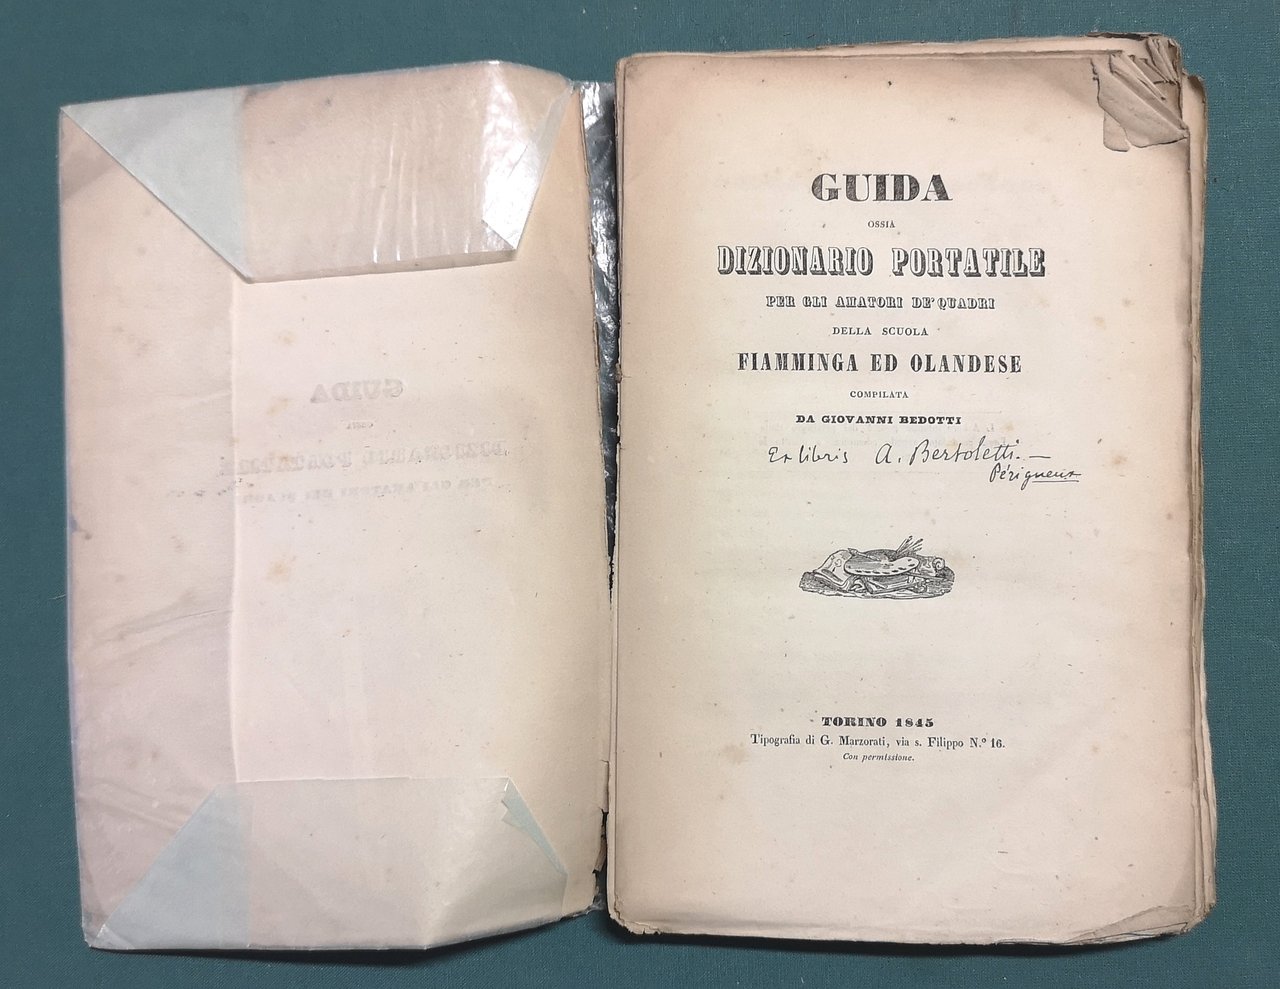 GUIDA
OSSIA
DIZIONARIO PORTATILE
PER GLI AMATORI DE' QUADRI
DELLA SCUOLA
FIAMMINGA ED OLANDESE
COMPILATA
DA GIOVANNI BEDOTTI
Ex libris A. Bertoletti.—
Périgueux
TORINO 1845
Tipografia di G. Marzorati, via s. Filippo N.º 16.
Con permissione.